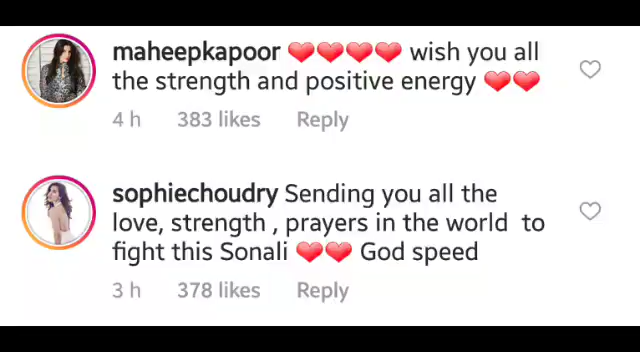 maheepkapoor ❤️❤️❤️❤️ wish you all
the strength and positive energy ❤️❤️
4 h 383 likes Reply
sophiechoudry Sending you all the
love, strength , prayers in the world to
fight this Sonali ❤️❤️ God speed
3 h 378 likes Reply